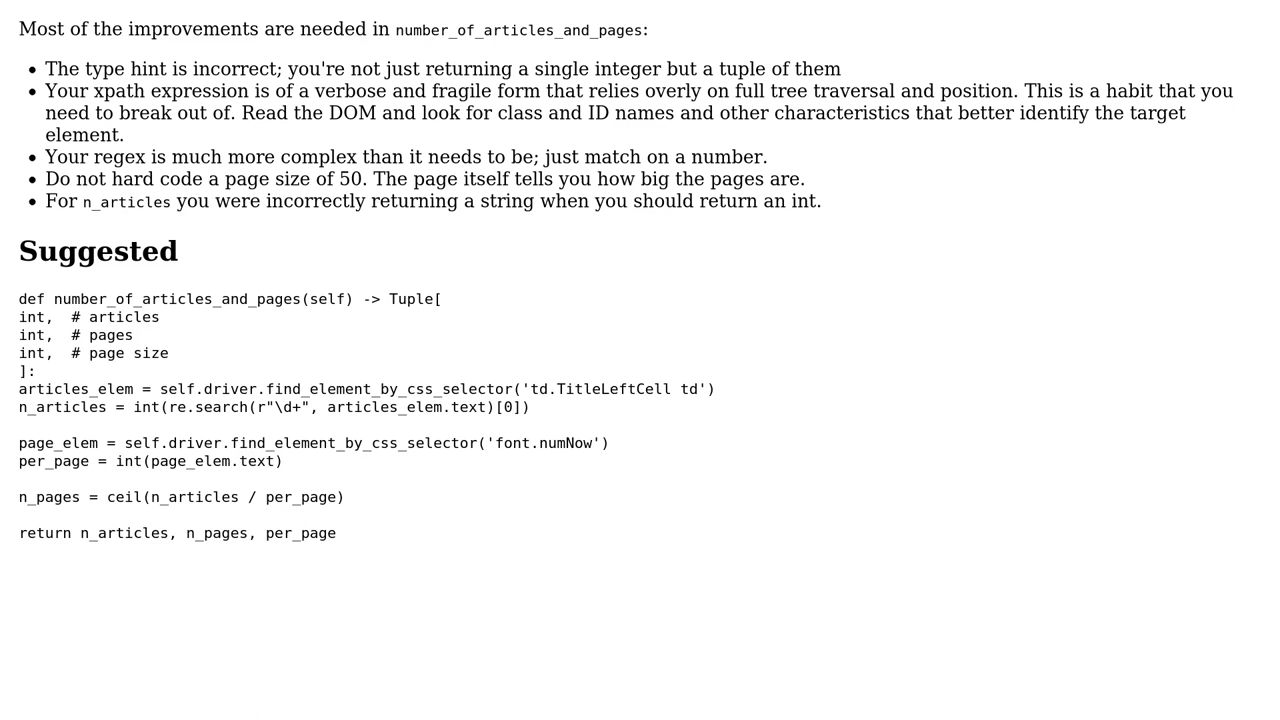 Most of the improvements are needed in number_of_articles_and_pages:
The type hint is incorrect; you're not just returning a single integer but a tuple of them
Your xpath expression is of a verbose and fragile form that relies overly on full tree traversal and position. This is a habit that you
need to break out of. Read the DOM and look for class and ID names and other characteristics that better identify the target
element.
Your regex is much more complex than it needs to be; just match on a number.
Do not hard code a page size of 50. The page itself tells you how big the pages are.
For n_articles you were incorrectly returning a string when you should return an int.
Suggested
def number_of_articles_and_pages(self) -> Tuple[
int,  # articles
int,  # pages
int,  # page size
]:
articles_elem = self.driver.find_element_by_css_selector('td.TitleLeftCell td')
n_articles = int(re.search(r"\d+", articles_elem.text)[0])
page_elem = self.driver.find_element_by_css_selector('font.numNow')
per_page = int(page_elem.text)
n_pages = ceil(n_articles / per_page)
return n_articles, n_pages, per_page